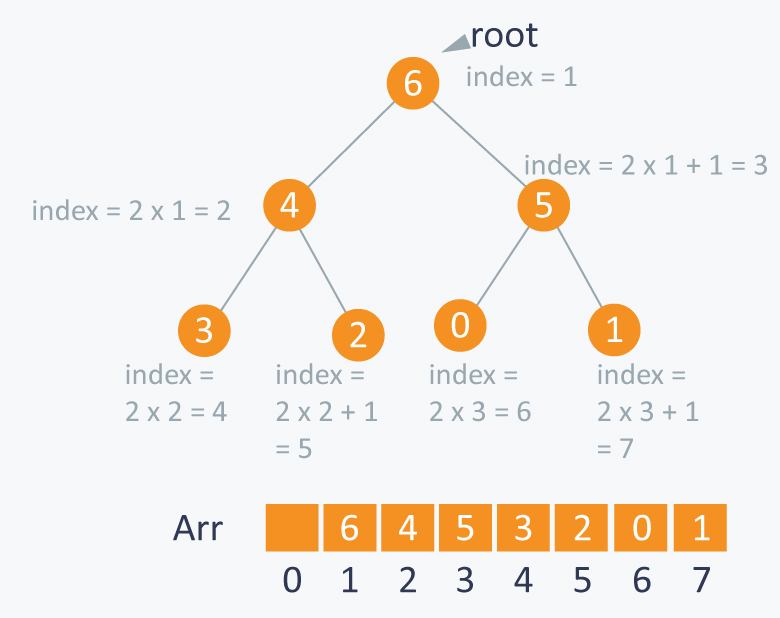 root
6
index = 1
index = 2 x 1 + 1 = 3
index = 2 x 1 = 2
4
5
3
2
0
1
index =
2 x 2 = 4
index =
2 x 2 + 1
= 5
index =
2 x 3 = 6
index =
2 x 3 + 1
= 7
Arr 6 4 5 3 2 0 1
0 1 2 3 4 5 6 7